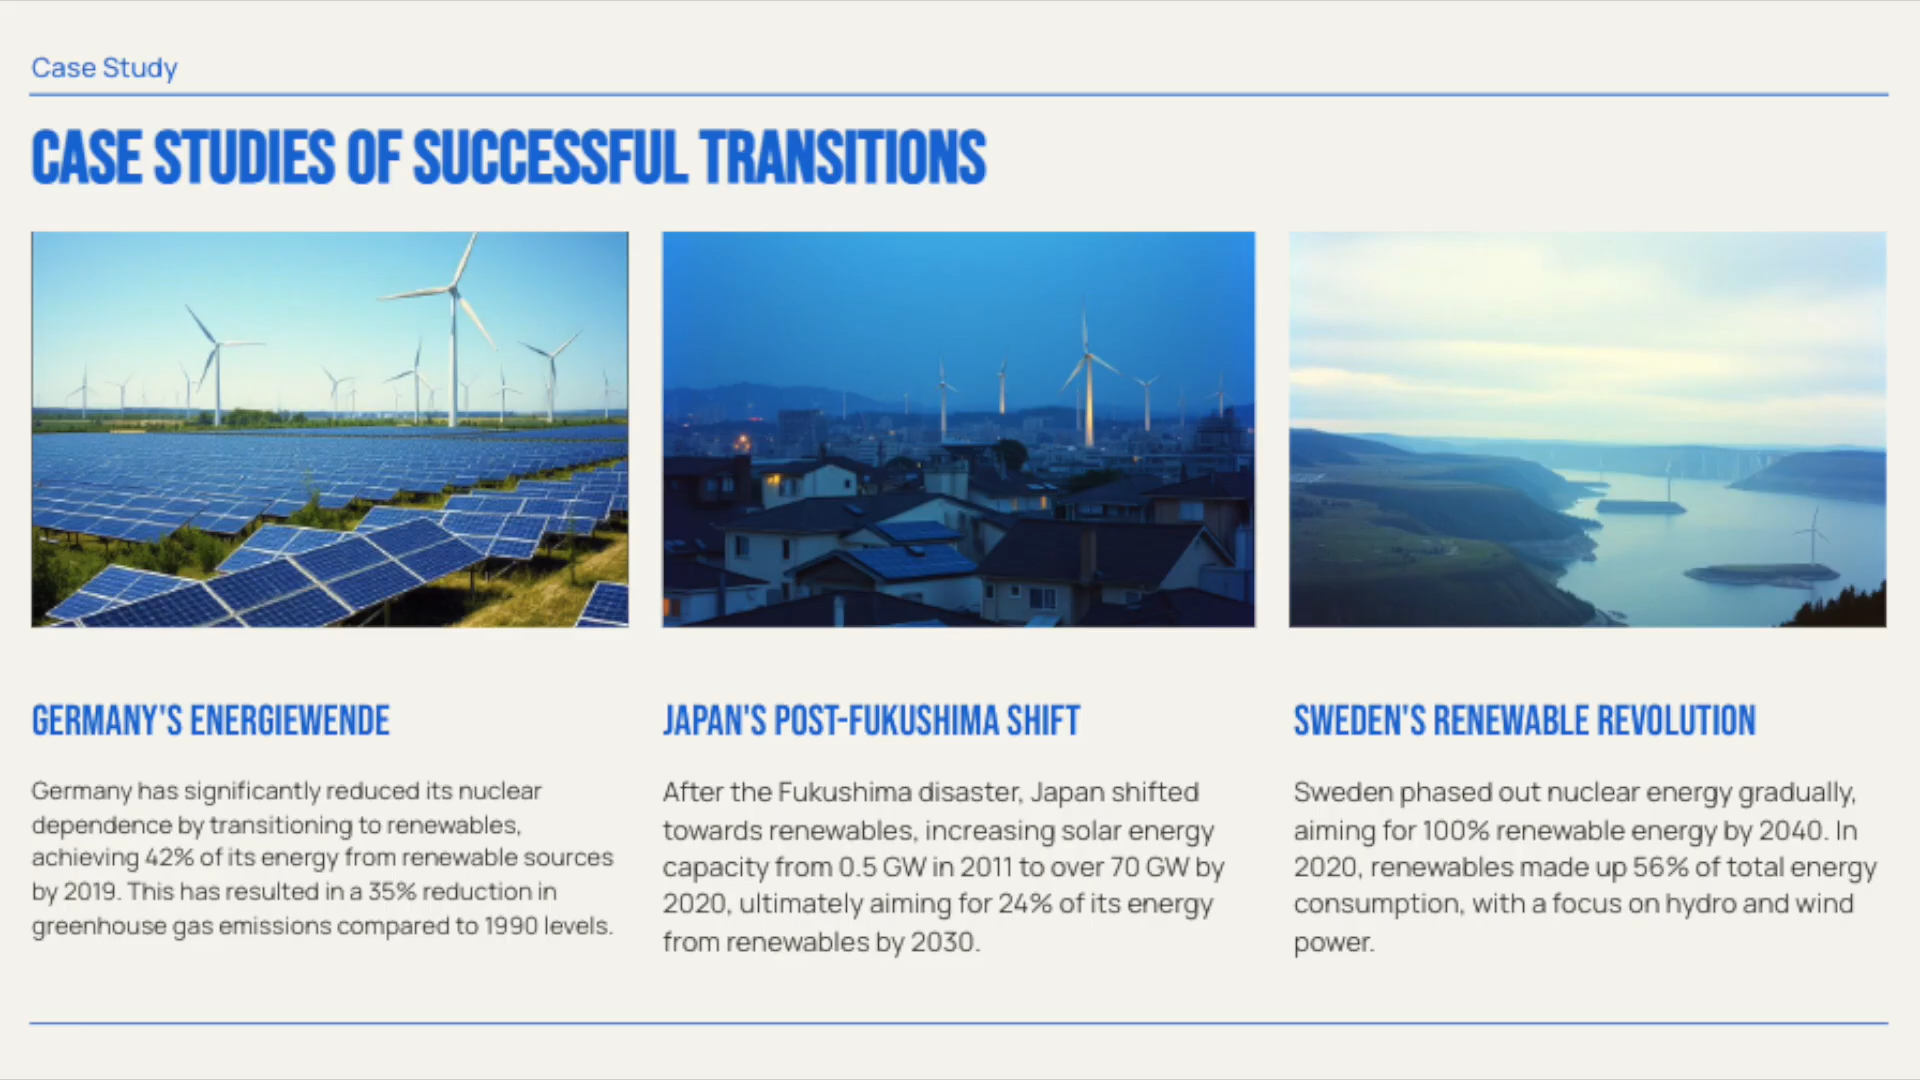 Case Study
CASE STUDIES OF SUCCESSFUL TRANSITIONS
GERMANY'S ENERGIEWENDE
Germany has significantly reduced its nuclear
dependence by transitioning to renewables,
achieving 42% of its energy from renewable sources
by 2019. This has resulted in a 35% reduction in
greenhouse gas emissions compared to 1990 levels.
JAPAN'S POST-FUKUSHIMA SHIFT
After the Fukushima disaster, Japan shifted
towards renewables, increasing solar energy
capacity from 0.5 GW in 2011 to over 70 GW by
2020, ultimately aiming for 24% of its energy
from renewables by 2030.
SWEDEN'S RENEWABLE REVOLUTION
Sweden phased out nuclear energy gradually,
aiming for 100% renewable energy by 2040. In
2020, renewables made up 56% of total energy
consumption, with a focus on hydro and wind
power.